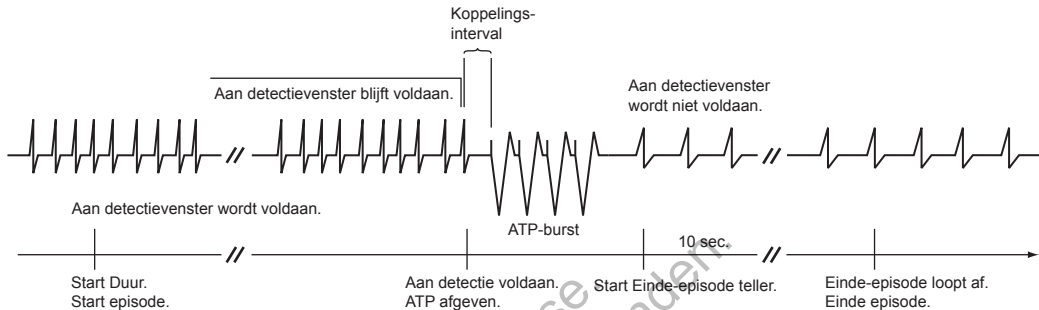 Koppelings-
interval
Aan detectievenster blijft voldaan.
Aan detectievenster
wordt niet voldaan.
Aan detectievenster wordt voldaan.
ATP-burst
10 sec.
Start Duur.
Start episode.
Aan detectie voldaan.
ATP afgeven.
Start Einde-episode teller.
Einde-episode loopt af.
Einde episode.